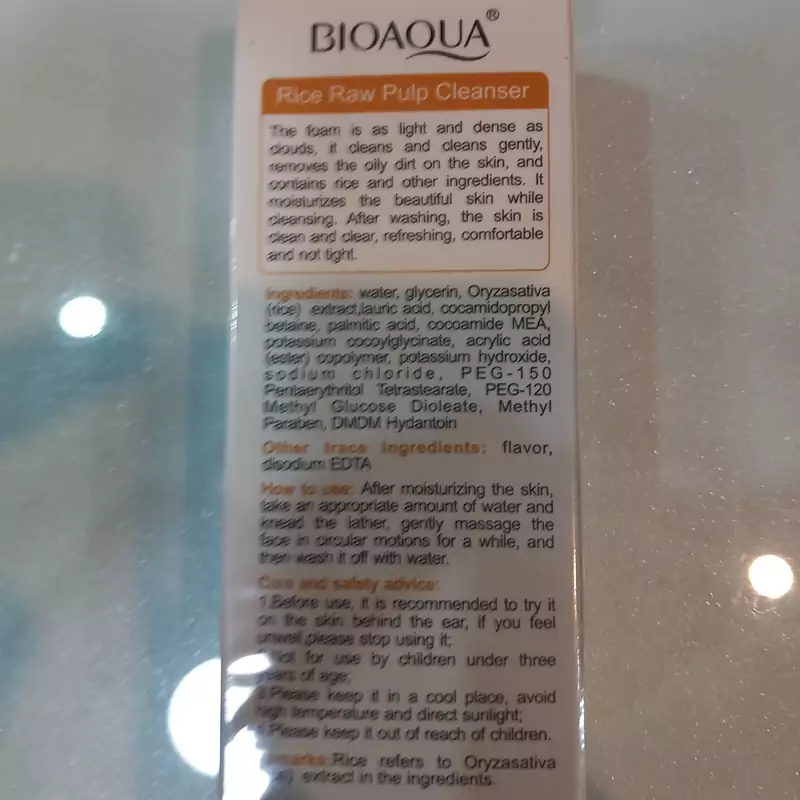 BIOAQUA®
Rice Raw Pulp Cleanser
The foam is as light and dense as
clouds, it cleans and cleans gently,
removes the oily dirt on the skin, and
contains rice and other ingredients. It
moisturizes the beautiful skin while
cleansing. After washing, the skin is
clean and clear, refreshing, comfortable
and not tight.
Ingredients: water, glycerin, Oryzasativa
(rice) extract,lauric acid, cocamidopropyl
betaine, palmitic acid, cocoamide MEA,
potassium cocoylglycinate, acrylic acid
(ester) copolymer, potassium hydroxide,
sodium chloride, PEG-150
Pentaerythritol Tetrastearate, PEG-120
Methyl Glucose Dioleate, Methyl
Paraben, DMDM Hydantoin
Other trace ingredients: flavor,
disodium EDTA
How to use: After moisturizing the skin,
take an appropriate amount of water and
knead the lather, gently massage the
face in circular motions for a while, and
then wash it off with water.
Care and safety advice:
1.Before use, it is recommended to try it
on the skin behind the ear, if you feel
unwell,please stop using it;
Not for use by children under three
years of age;
3.Please keep it in a cool place, avoid
high temperature and direct sunlight;
Please keep it out of reach of children.
Remarks:Rice refers to Oryzasativa
(rice) extract in the ingredients.